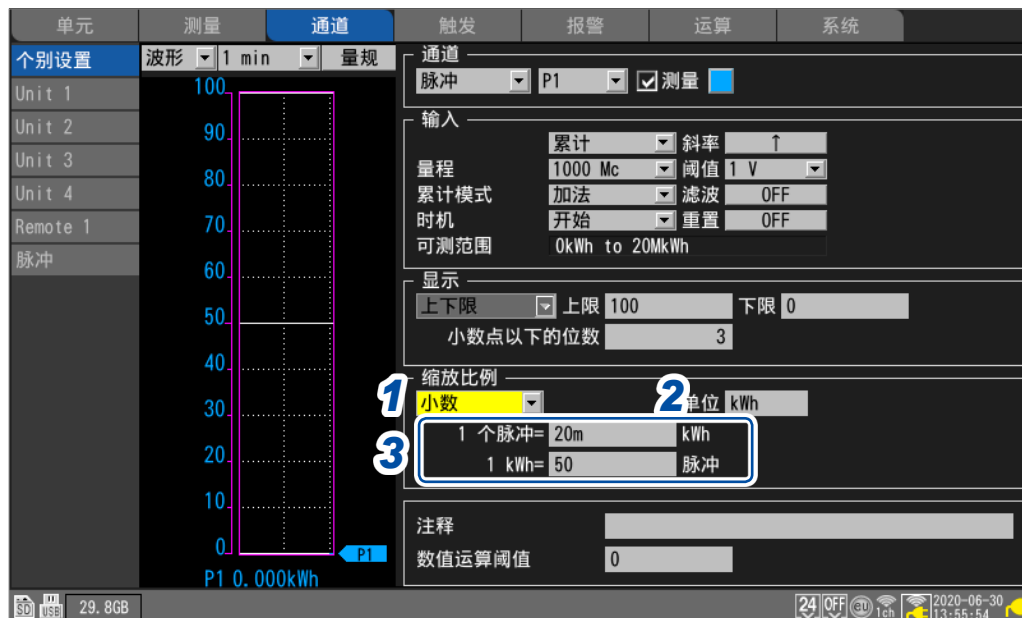 单元 测量 通道 触发 报警 运算 系统
个别设置
Unit 1
Unit 2
Unit 3
Unit 4
Remote 1
脉冲
波形 1 min 量规
100
90
80
70
60
50
40
30
20
10
0
P1
P1 0.000kWh
通道
脉冲 P1 测量
输入
累计 斜率 ↑
量程 1000 Mc 阈值 1 V
累计模式 加法 滤波 OFF
时机 开始 重置 OFF
可测范围 0kWh to 20MkWh
显示
上下限 上限 100 下限 0
小数点以下的位数 3
缩放比例
1 小数 2 单位 kWh
3
1 个脉冲= 20m kWh
1 kWh= 50 脉冲
注释
数值运算阈值 0
SD USB 29.8GB 24 OFF eu 1ch 2020-06-30
13:55:54